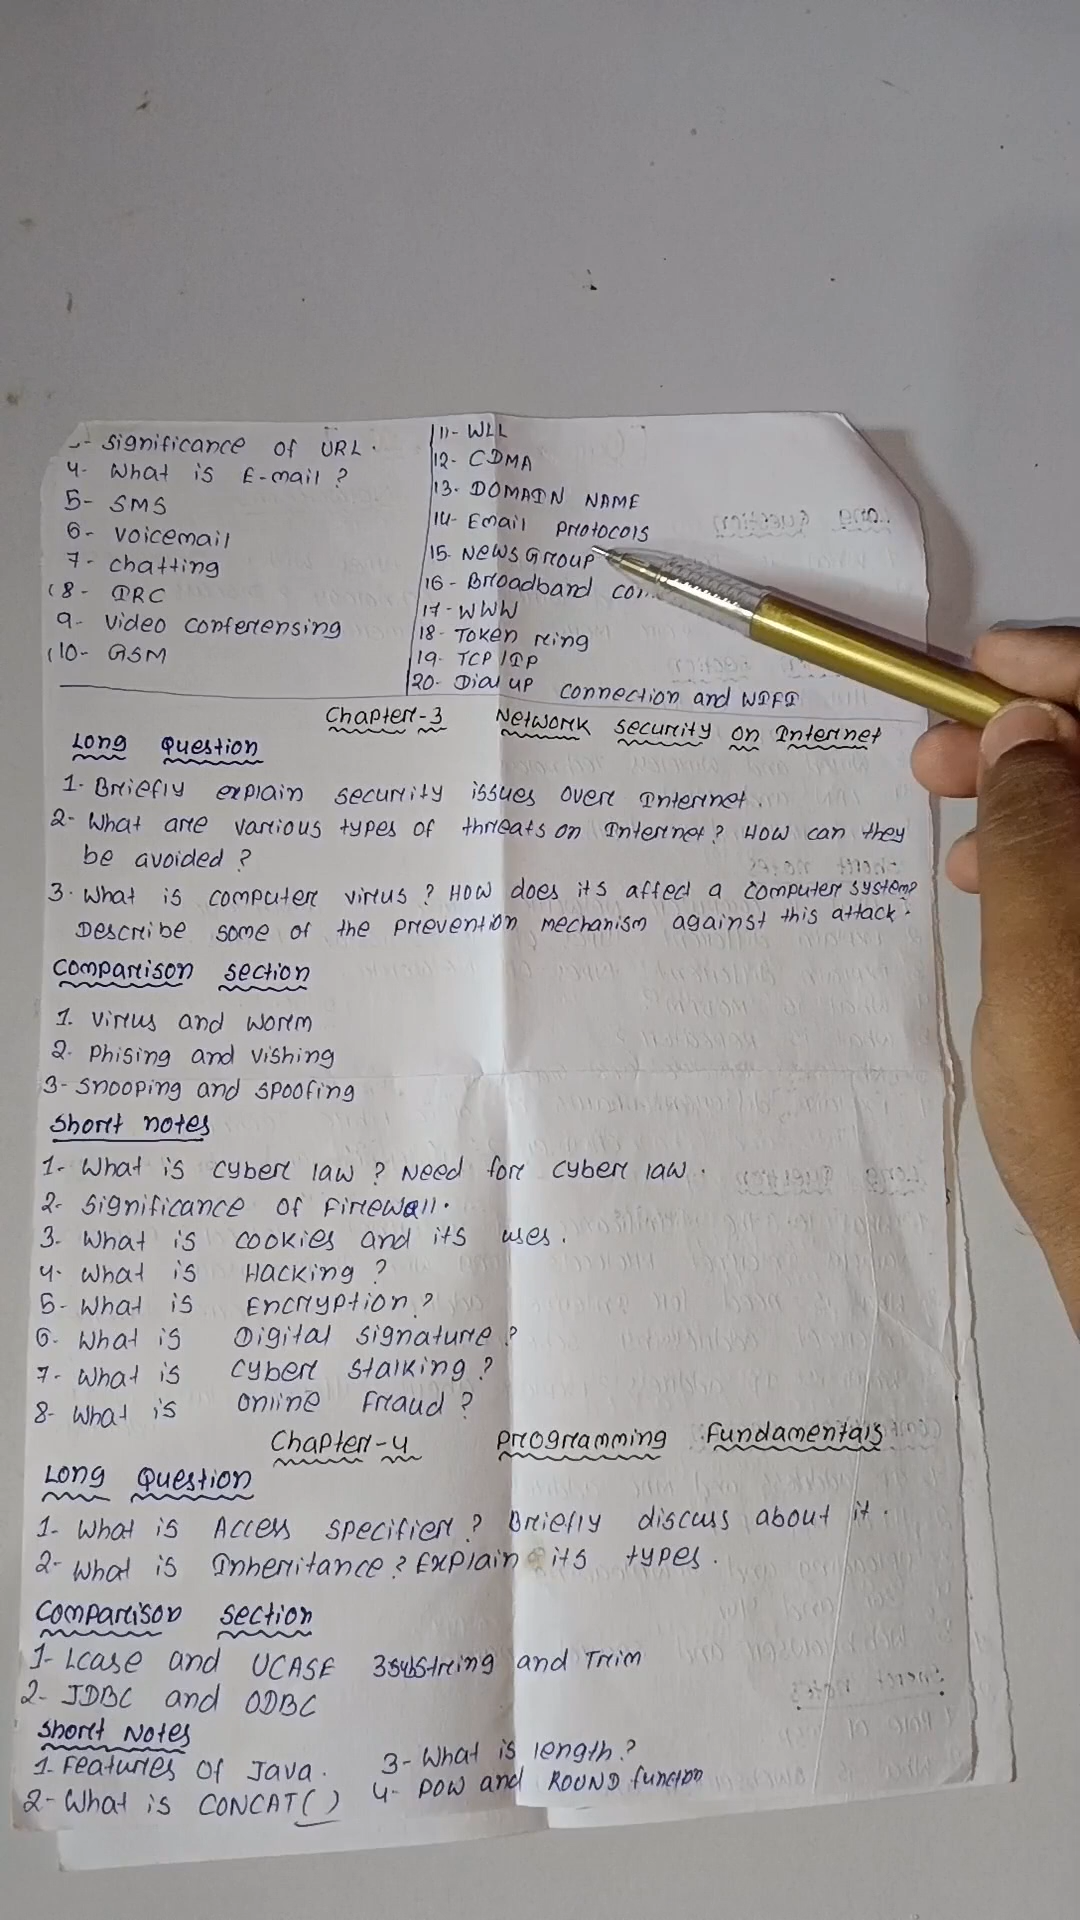 3- Significance of URL.
4- What is E-mail ?
5- SMS
6- voicemail
7- chatting
8- IRC
9- Video conferensing
10- GSM
11- WLL
12- CDMA
13- DOMAIN NAME
14- Email Protocols
15- News Group
16- Broadband
17- WWW
18- Token ring
19- TCP/IP
20- Dial up connection and WIFI
Chapter-3 Network security on Internet
Long Question
1- Briefly explain security issues over Internet.
2- What are various types of threats on Internet? How can they
be avoided ?
3- What is computer virus ? How does its affect a computer system?
Describe some of the prevention mechanism against this attack.
Comparison section
1. Virus and worm
2. Phising and vishing
3- Snooping and spoofing
Short notes
1- What is cyber law ? Need for cyber law.
2- Significance of Firewall.
3. What is cookies and its uses.
4- What is Hacking ?
5- What is Encryption ?
6- What is Digital signature ?
7- What is cyber stalking ?
8- What is online Fraud ?
Chapter-4 Programming Fundamentals
Long Question
1- What is Access specifier ? Briefly discuss about it.
2- What is Inheritance ? Explain its types.
Comparison section
1- Lcase and UCASE 3 substring and Trim
2- JDBC and ODBC
Short Notes
1. Features of Java.
2- What is CONCAT()
3- What is length ?
4- POW and ROUND function